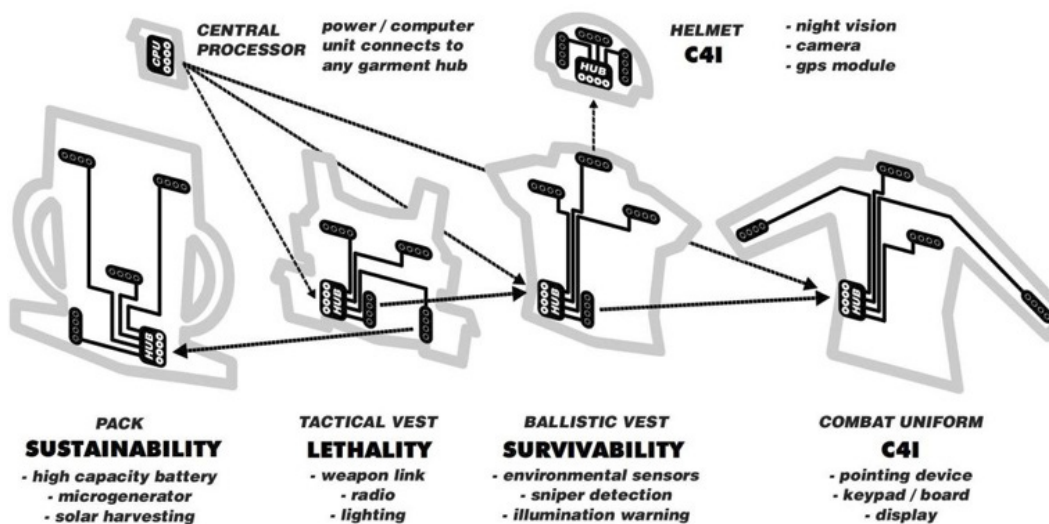 CENTRAL
PROCESSOR
power / computer
unit connects to
any garment hub
HELMET
C4I
- night vision
- camera
- gps module
CPU
HUB
HUB
HUB
HUB
HUB
PACK
SUSTAINABILITY
- high capacity battery
- microgenerator
- solar harvesting
TACTICAL VEST
LETHALITY
- weapon link
- radio
- lighting
BALLISTIC VEST
SURVIVABILITY
- environmental sensors
- sniper detection
- illumination warning
COMBAT UNIFORM
C4I
- pointing device
- keypad / board
- display